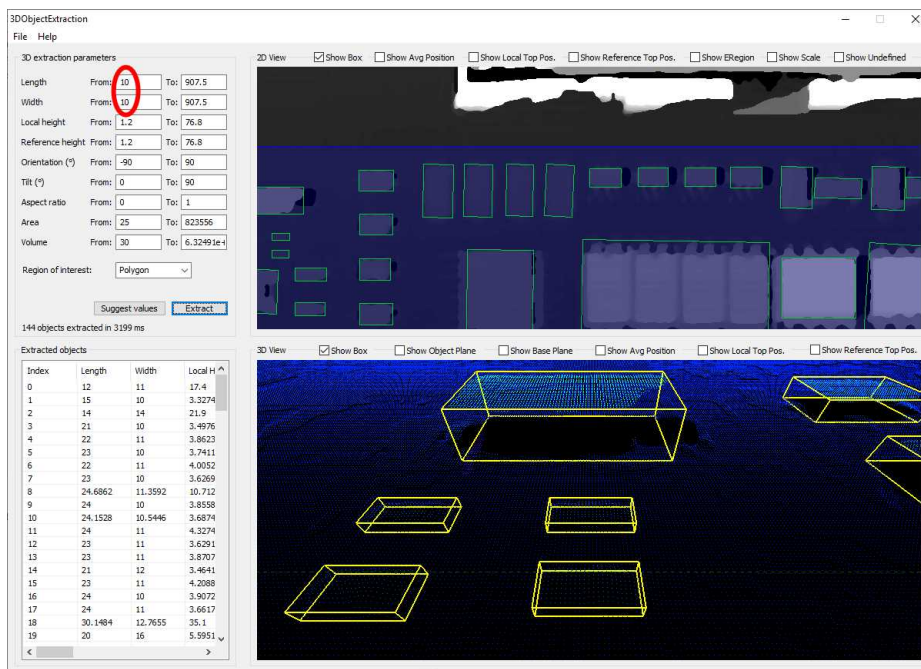 3DObjectExtraction
File Help
3D extraction parameters
Length From: 10 To: 907.5
Width From: 10 To: 907.5
Local height From: 1.2 To: 76.8
Reference height From: 1.2 To: 76.8
Orientation (°) From: -90 To: 90
Tilt (°) From: 0 To: 90
Aspect ratio From: 0 To: 1
Area From: 25 To: 823556
Volume From: 30 To: 6.32491e+
Region of interest: Polygon
Suggest values Extract
144 objects extracted in 3199 ms
2D View Show Box Show Avg Position Show Local Top Pos. Show Reference Top Pos. Show ERegion Show Scale Show Undefined
Extracted objects
Index Length Width Local H
0 12 11 17.4
1 15 10 3.3274
2 14 14 21.9
3 21 10 3.4976
4 22 11 3.8623
5 23 10 3.7411
6 22 11 4.0052
7 23 10 3.6269
8 24.6862 11.3592 10.712
9 24 10 3.8558
10 24.1528 10.5446 3.6874
11 24 11 4.3274
12 23 11 3.6291
13 23 11 3.8707
14 21 12 3.4641
15 23 11 4.2088
16 24 10 3.9072
17 24 11 3.6617
18 30.1484 12.7655 35.1
19 20 16 5.5951
3D View Show Box Show Object Plane Show Base Plane Show Avg Position Show Local Top Pos. Show Reference Top Pos.